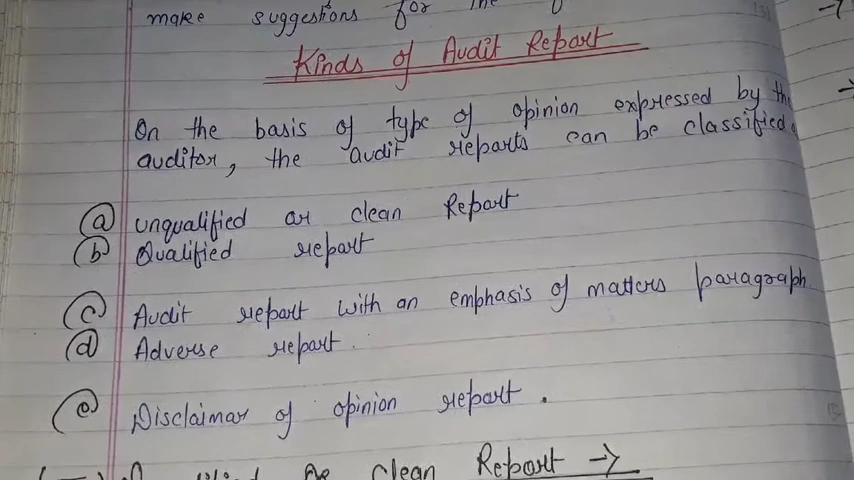 make suggestions for the
Kinds of Audit Report
On the basis of type of opinion expressed by the
auditor, the audit reports can be classified
(a) unqualified or clean Report
(b) Qualified report
(c) Audit report with an emphasis of matters paragraph
(d) Adverse report.
(e) Disclaimar of opinion report.
clean Report →